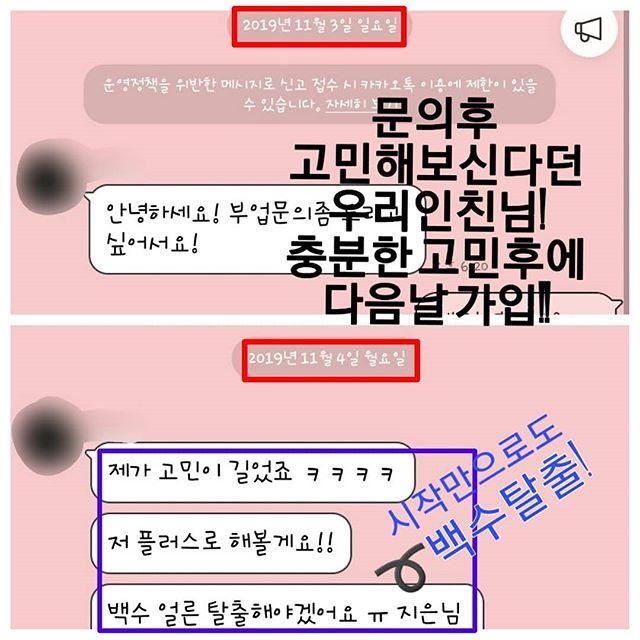 2019년 11월 3일 일요일
운영정책을 위반한 메시지로 신고 접수 시 카카오톡 이용에 제한이 있을
수 있습니다. 자세히
문의후
고민해보신다던
우리인친님!
충분한 고민후에
다음날 가입!!
안녕하세요! 부업문의좀
싶어서요!
2019년 11월 4일 월요일
제가 고민이 길었죠 ㅋㅋㅋㅋ
저 플러스로 해볼게요!!
백수 얼른 탈출해야겠어요 ㅠ 지은님
시작만으로도
백수탈출!